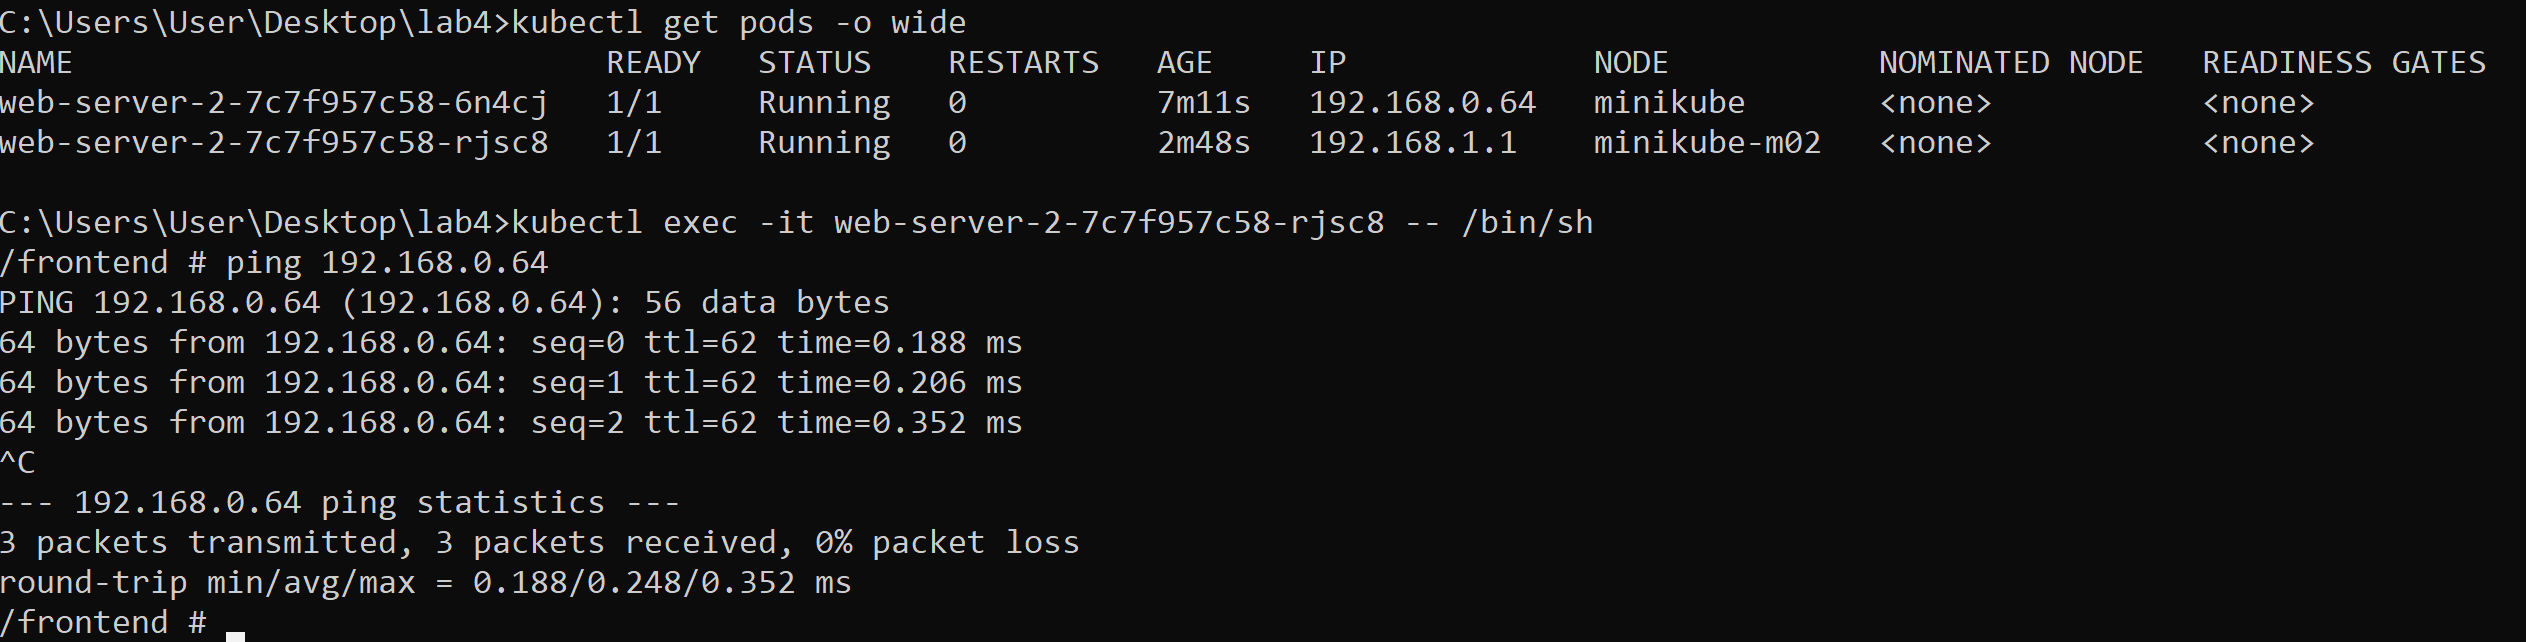 C:\Users\User\Desktop\lab4>kubectl get pods -o wide
NAME                            READY   STATUS    RESTARTS   AGE     IP             NODE           NOMINATED NODE   READINESS GATES
web-server-2-7c7f957c58-6n4cj   1/1     Running   0          7m11s   192.168.0.64   minikube       <none>           <none>
web-server-2-7c7f957c58-rjsc8   1/1     Running   0          2m48s   192.168.1.1    minikube-m02   <none>           <none>
C:\Users\User\Desktop\lab4>kubectl exec -it web-server-2-7c7f957c58-rjsc8 -- /bin/sh
/frontend # ping 192.168.0.64
PING 192.168.0.64 (192.168.0.64): 56 data bytes
64 bytes from 192.168.0.64: seq=0 ttl=62 time=0.188 ms
64 bytes from 192.168.0.64: seq=1 ttl=62 time=0.206 ms
64 bytes from 192.168.0.64: seq=2 ttl=62 time=0.352 ms
^C
--- 192.168.0.64 ping statistics ---
3 packets transmitted, 3 packets received, 0% packet loss
round-trip min/avg/max = 0.188/0.248/0.352 ms
/frontend #